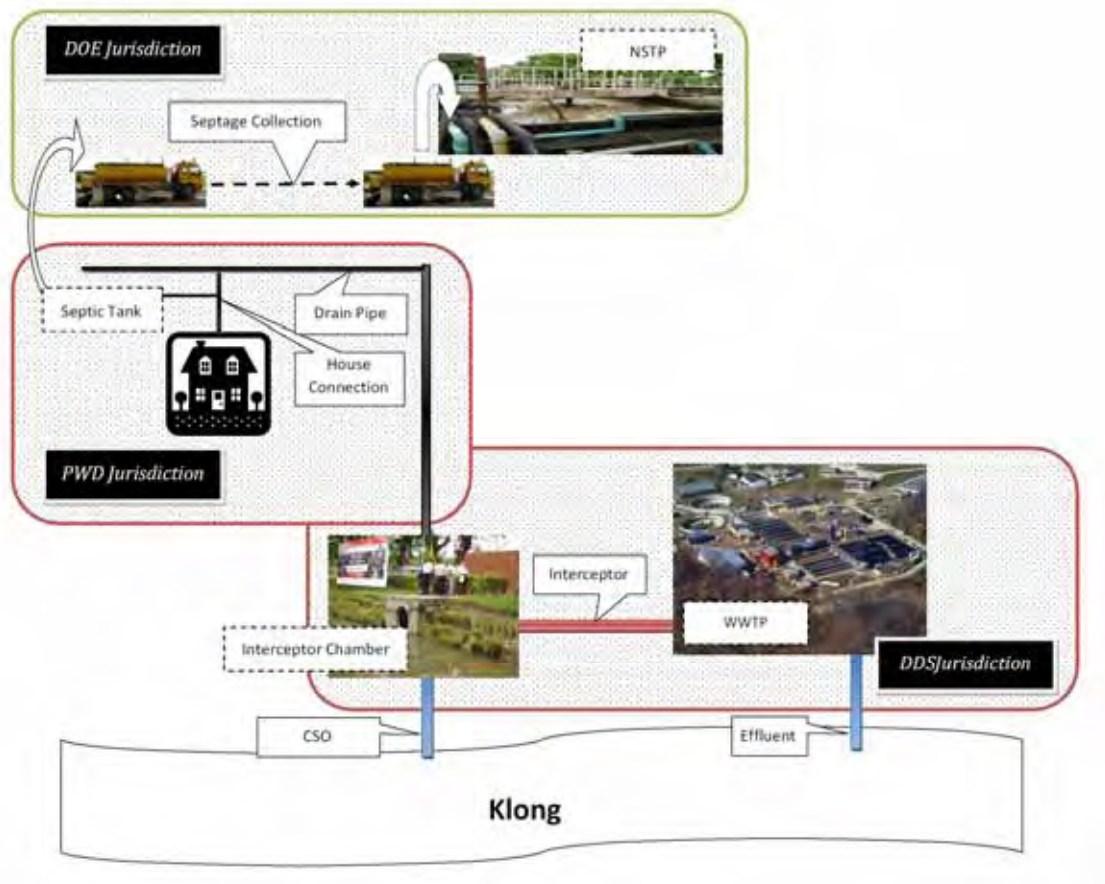 DOE Jurisdiction
NSTP
Septage Collection
Septic Tank
Drain Pipe
House
Connection
PWD Jurisdiction
Interceptor
WWTP
Interceptor Chamber
DDSJurisdiction
CSO
Effluent
Klong